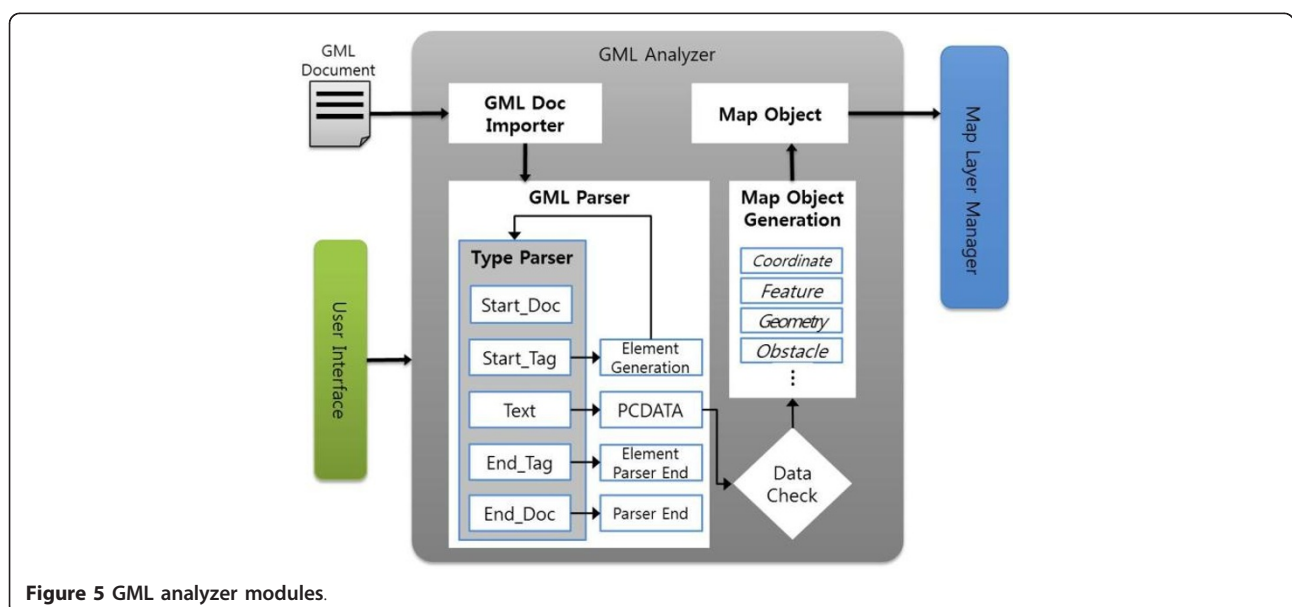 GML
Document
GML Analyzer
GML Doc
Importer
Map Object
Map Layer Manager
GML Parser
Map Object
Generation
Type Parser
Coordinate
Feature
Geometry
Obstacle
⋮
User Interface
Start_Doc
Start_Tag
Element
Generation
Text
PCDATA
End_Tag
Element
Parser End
Data
Check
End_Doc
Parser End
Figure 5 GML analyzer modules.